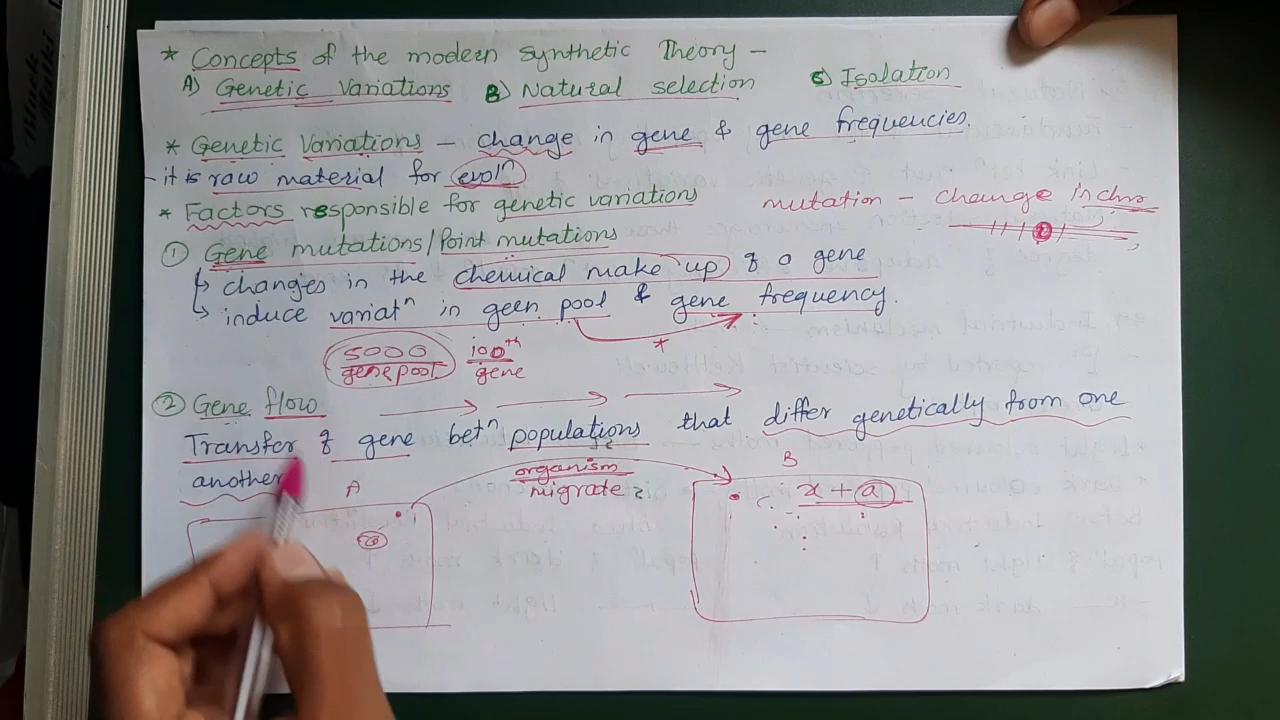 * Concepts of the modern synthetic Theory –
A) Genetic Variations B) Natural selection C) Isolation
* Genetic Variations – change in gene & gene frequencies.
– it is raw material for evolⁿ
* Factors responsible for genetic variations
mutation – change in chro
① Gene mutations/Point mutations
↳ changes in the chemical make up of a gene
↳ induce variatⁿ in geen pool & gene frequency.
5000 100th
genepool gene
② Gene flow
Transfer of gene betⁿ populations that differ genetically from one
another
A organism B
migrate
x + a
a